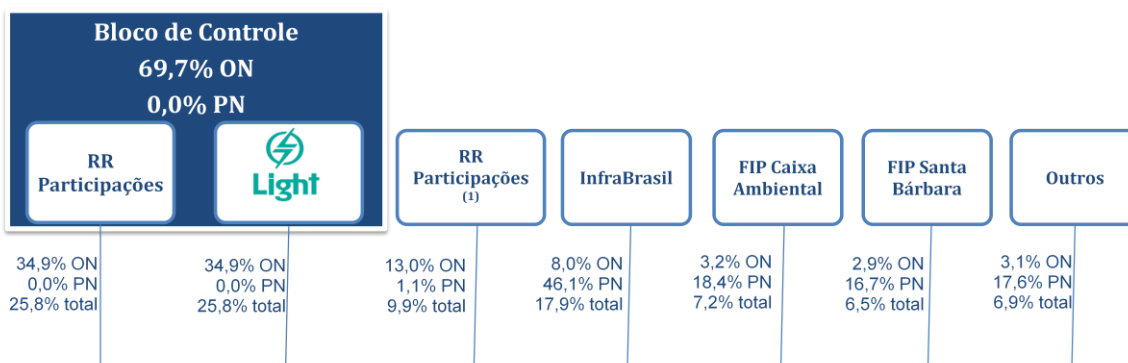 Bloco de Controle
69,7% ON
0,0% PN
RR
Participações
Light
RR
Participações
(1)
InfraBrasil
FIP Caixa
Ambiental
FIP Santa
Bárbara
Outros
34,9% ON
0,0% PN
25,8% total
34,9% ON
0,0% PN
25,8% total
13,0% ON
1,1% PN
9,9% total
8,0% ON
46,1% PN
17,9% total
3,2% ON
18,4% PN
7,2% total
2,9% ON
16,7% PN
6,5% total
3,1% ON
17,6% PN
6,9% total